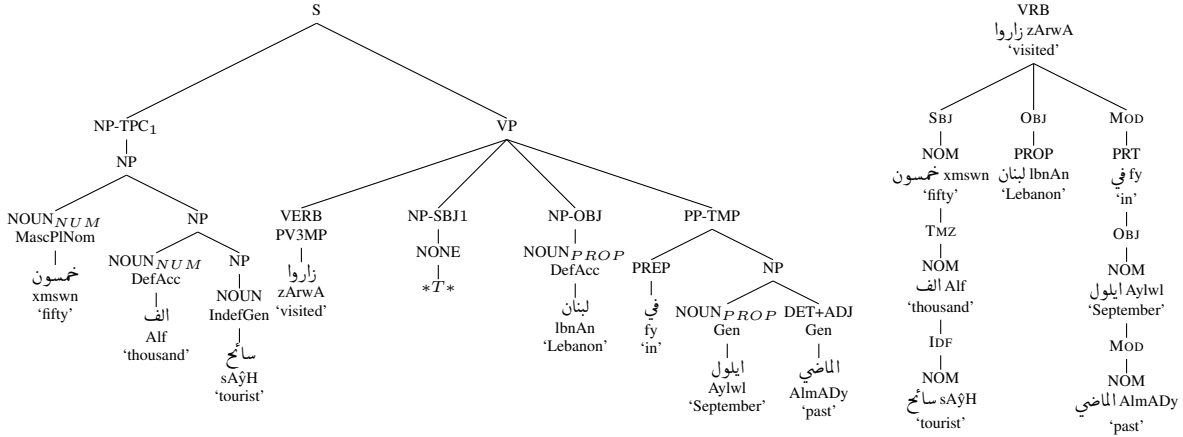 S
NP-TPC1
NP
NOUNNUM
MascPlNom
خمسون
xmswn
‘fifty’
NP
NOUNNUM
DefAcc
الف
Alf
‘thousand’
NP
NOUN
IndefGen
سائح
sAŷH
‘tourist’
VP
VERB
PV3MP
زاروا
zArwA
‘visited’
NP-SBJ1
NONE
∗T∗
NP-OBJ
NOUNPROP
DefAcc
لبنان
lbnAn
‘Lebanon’
PP-TMP
PREP
في
fy
‘in’
NP
NOUNPROP
Gen
ايلول
Aylwl
‘September’
DET+ADJ
Gen
الماضي
AlmADy
‘past’
VRB
زاروا zArwA
‘visited’
SBJ
NOM
خمسون xmswn
‘fifty’
TMZ
NOM
الف Alf
‘thousand’
IDF
NOM
سائح sAŷH
‘tourist’
OBJ
PROP
لبنان lbnAn
‘Lebanon’
MOD
PRT
في fy
‘in’
OBJ
NOM
ايلول Aylwl
‘September’
MOD
NOM
الماضي AlmADy
‘past’